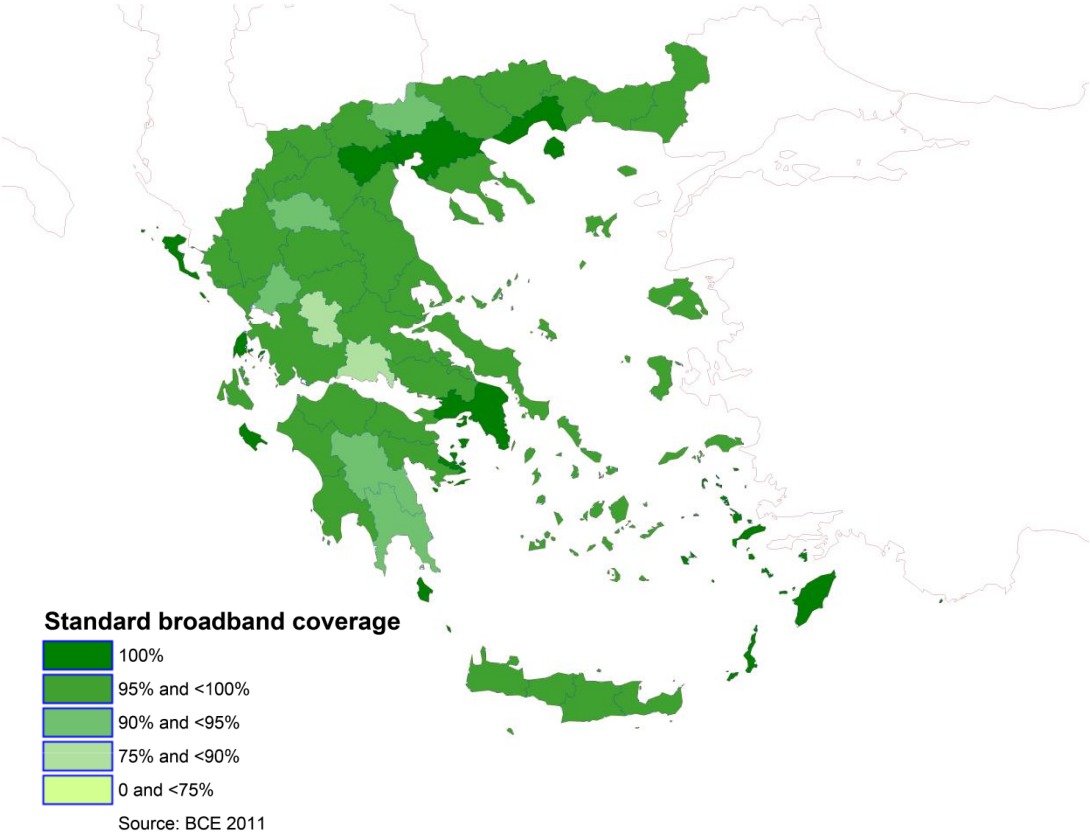 Standard broadband coverage
100%
95% and <100%
90% and <95%
75% and <90%
0 and <75%
Source: BCE 2011